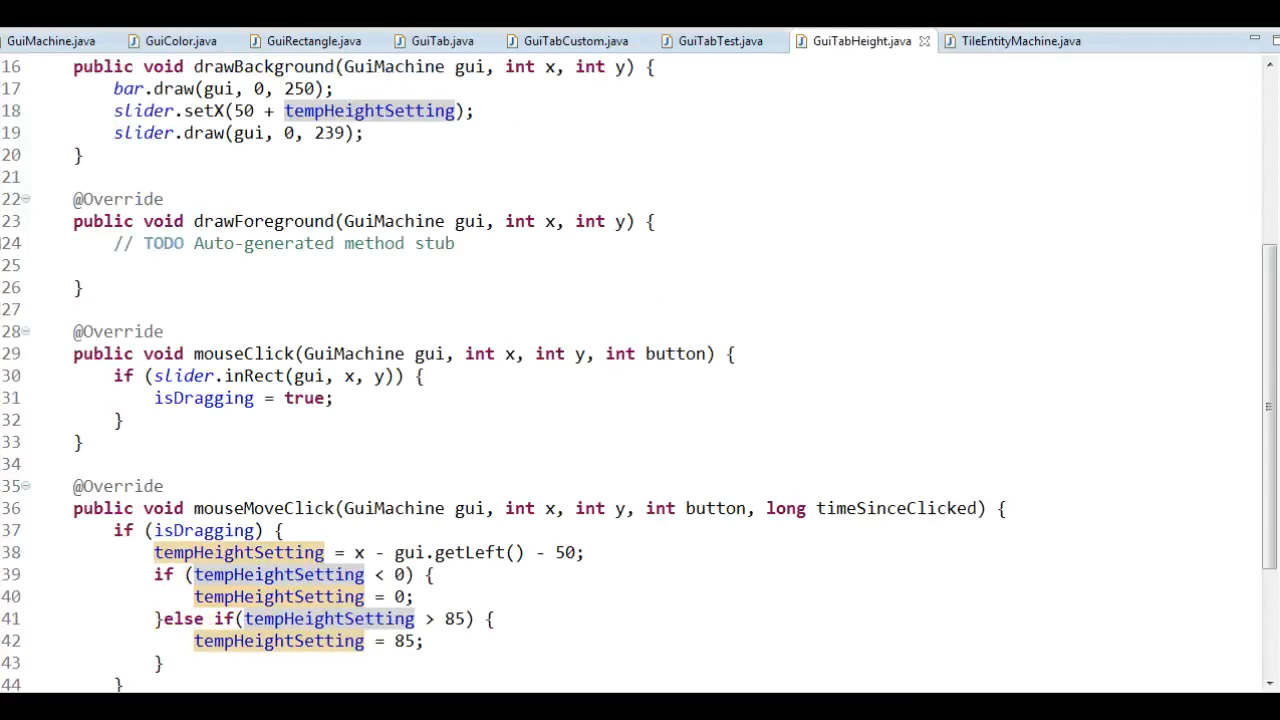 GuiMachine.java GuiColor.java GuiRectangle.java GuiTab.java GuiTabCustom.java GuiTabTest.java GuiTabHeight.java TileEntityMachine.java
16 public void drawBackground(GuiMachine gui, int x, int y) {
17 bar.draw(gui, 0, 250);
18 slider.setX(50 + tempHeightSetting);
19 slider.draw(gui, 0, 239);
20 }
21
22 @Override
23 public void drawForeground(GuiMachine gui, int x, int y) {
24 // TODO Auto-generated method stub
25
26 }
27
28 @Override
29 public void mouseClick(GuiMachine gui, int x, int y, int button) {
30 if (slider.inRect(gui, x, y)) {
31 isDragging = true;
32 }
33 }
34
35 @Override
36 public void mouseMoveClick(GuiMachine gui, int x, int y, int button, long timeSinceClicked) {
37 if (isDragging) {
38 tempHeightSetting = x - gui.getLeft() - 50;
39 if (tempHeightSetting < 0) {
40 tempHeightSetting = 0;
41 }else if(tempHeightSetting > 85) {
42 tempHeightSetting = 85;
43 }
44 }